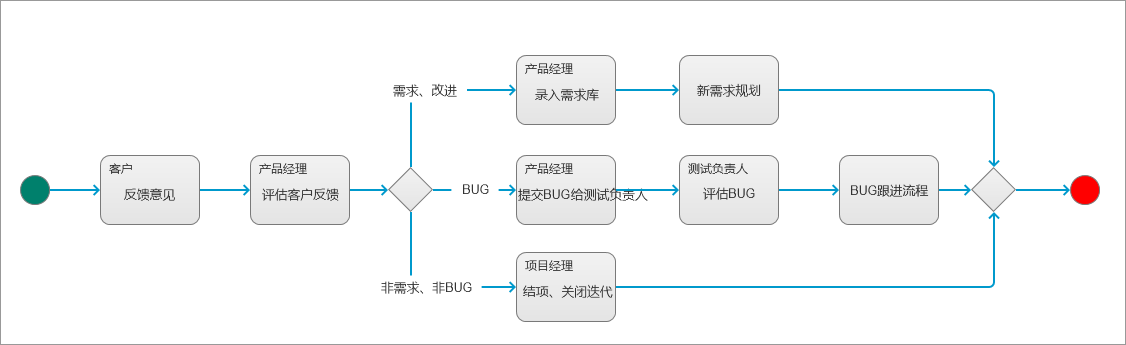 客户
反馈意见
产品经理
评估客户反馈
需求、改进
产品经理
录入需求库
新需求规划
BUG
产品经理
提交BUG给测试负责人
测试负责人
评估BUG
BUG跟进流程
非需求、非BUG
项目经理
结项、关闭迭代